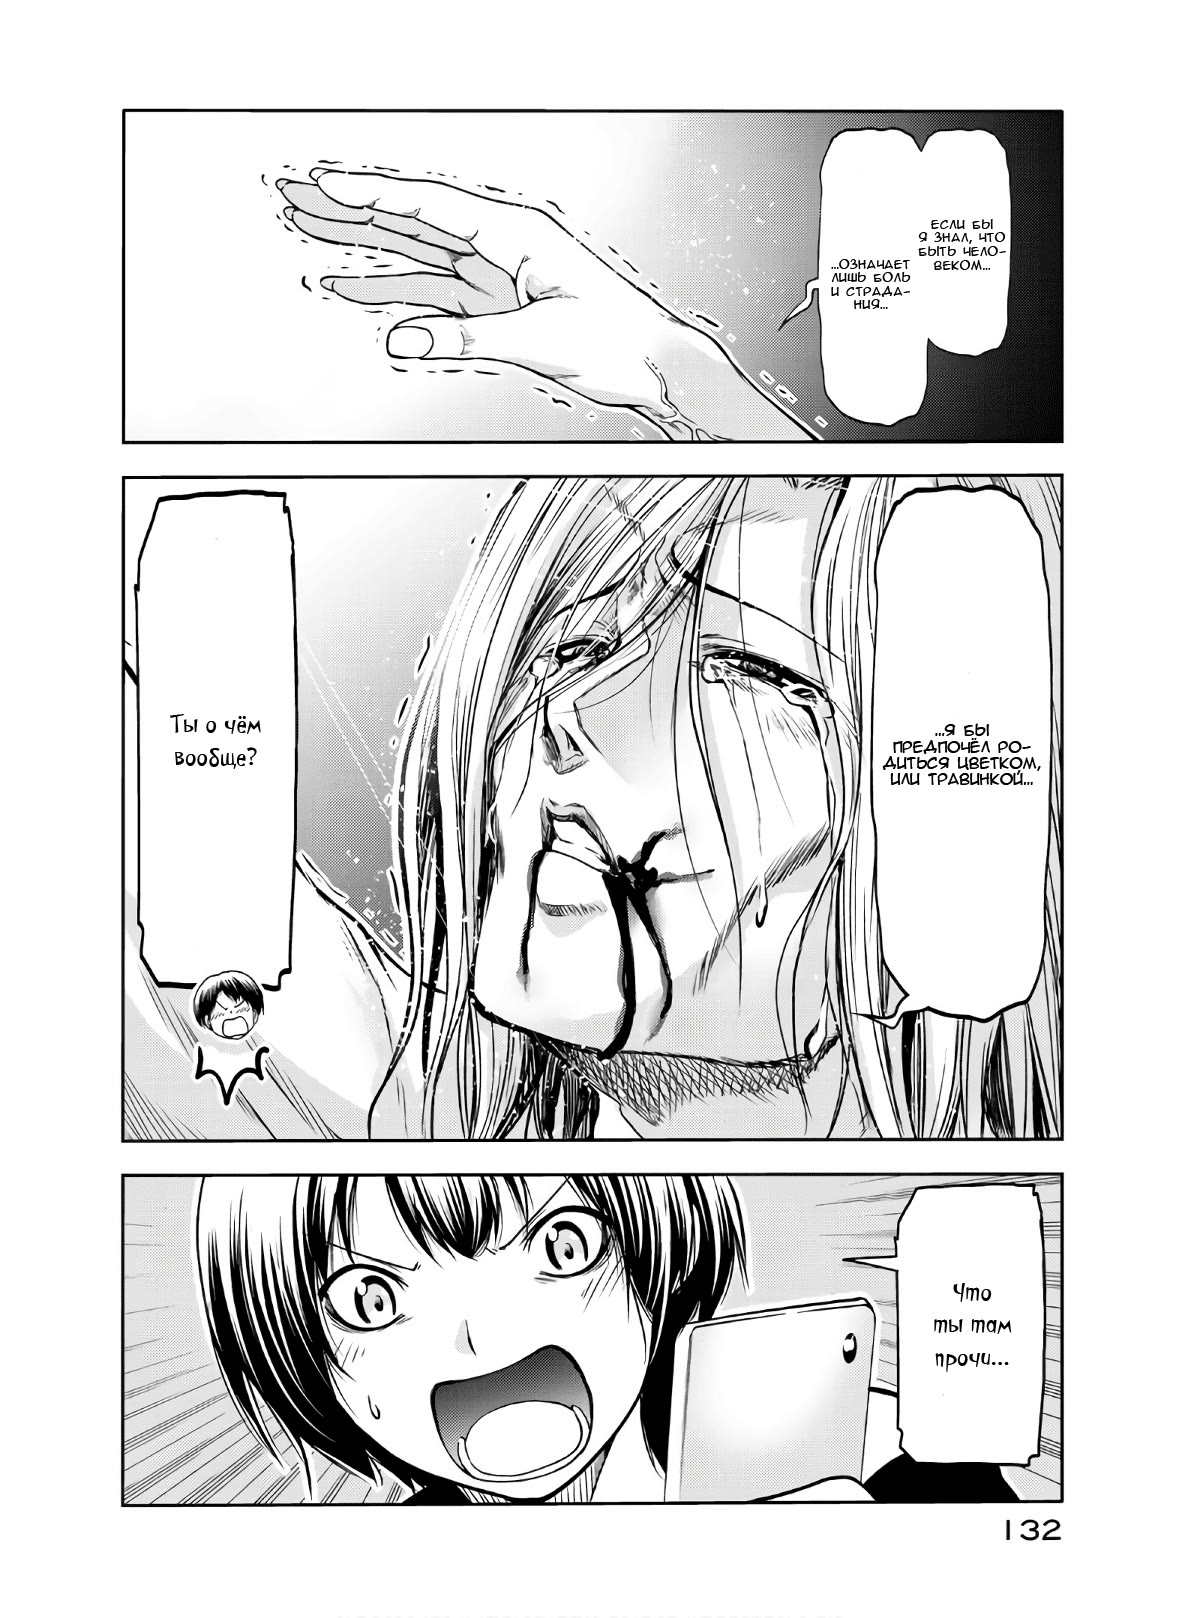 ЕСЛИ БЫ
Я ЗНАЛ, ЧТО
БЫТЬ ЧЕЛО-
ВЕКОМ...
...ОЗНАЧАЕТ
ЛИШЬ БОЛЬ
И СТРАДА-
НИЯ...
...Я БЫ
ПРЕДПОЧЁЛ РО-
ДИТЬСЯ ЦВЕТКОМ,
ИЛИ ТРАВИНКОЙ...
Ты о чём
вообще?
Что
ты там
прочи...
132